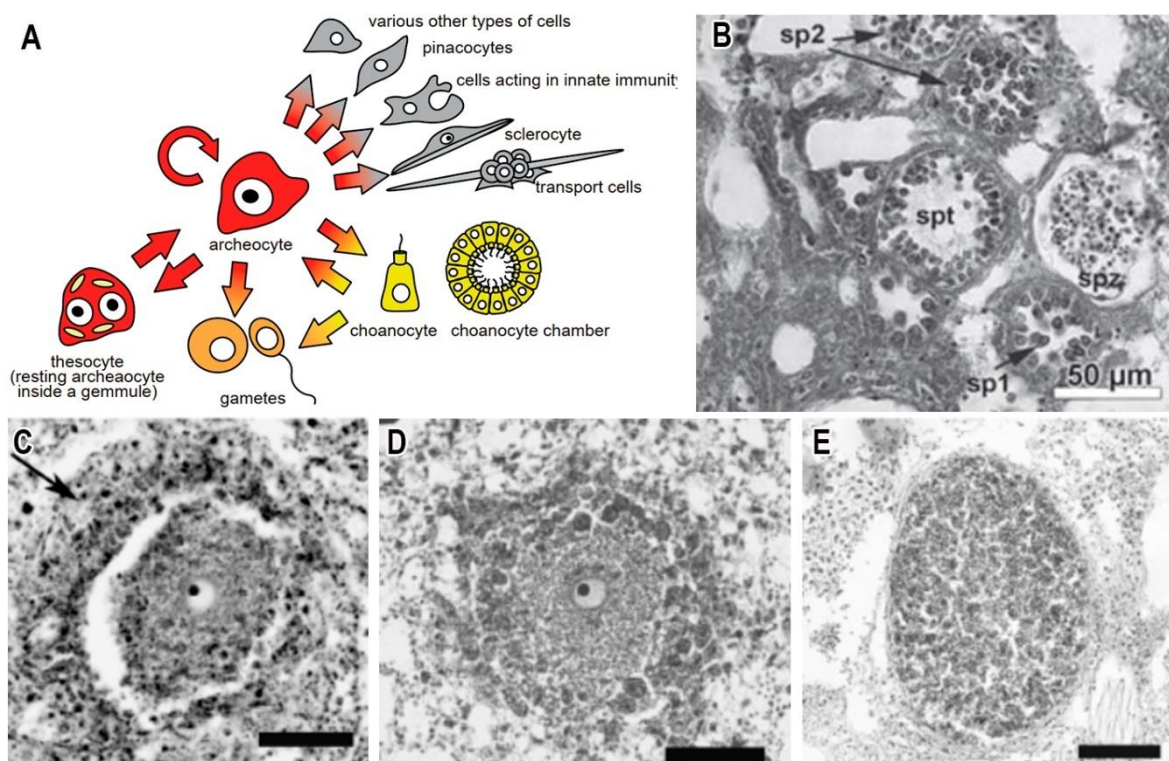 A
various other types of cells
pinacocytes
cells acting in innate immunity
sclerocyte
transport cells
archeocyte
choanocyte
choanocyte chamber
thesocyte
(resting archeaocyte
inside a gemmule)
gametes
B
sp2
spt
spz
sp1
50 µm
C
D
E